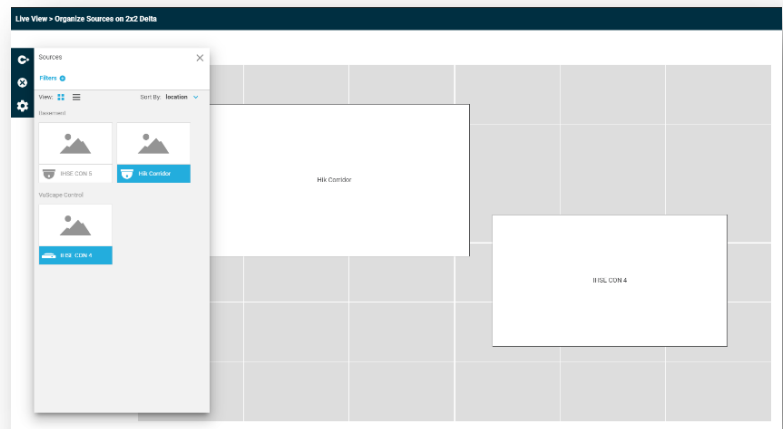 Live View > Organize Sources on 2x2 Delta
Sources
Filters
View:
Sort By: location
Basement
IHSE CON 5
Hik Corridor
VuScape Control
IHSE CON 4
Hik Corridor
IHSE CON 4